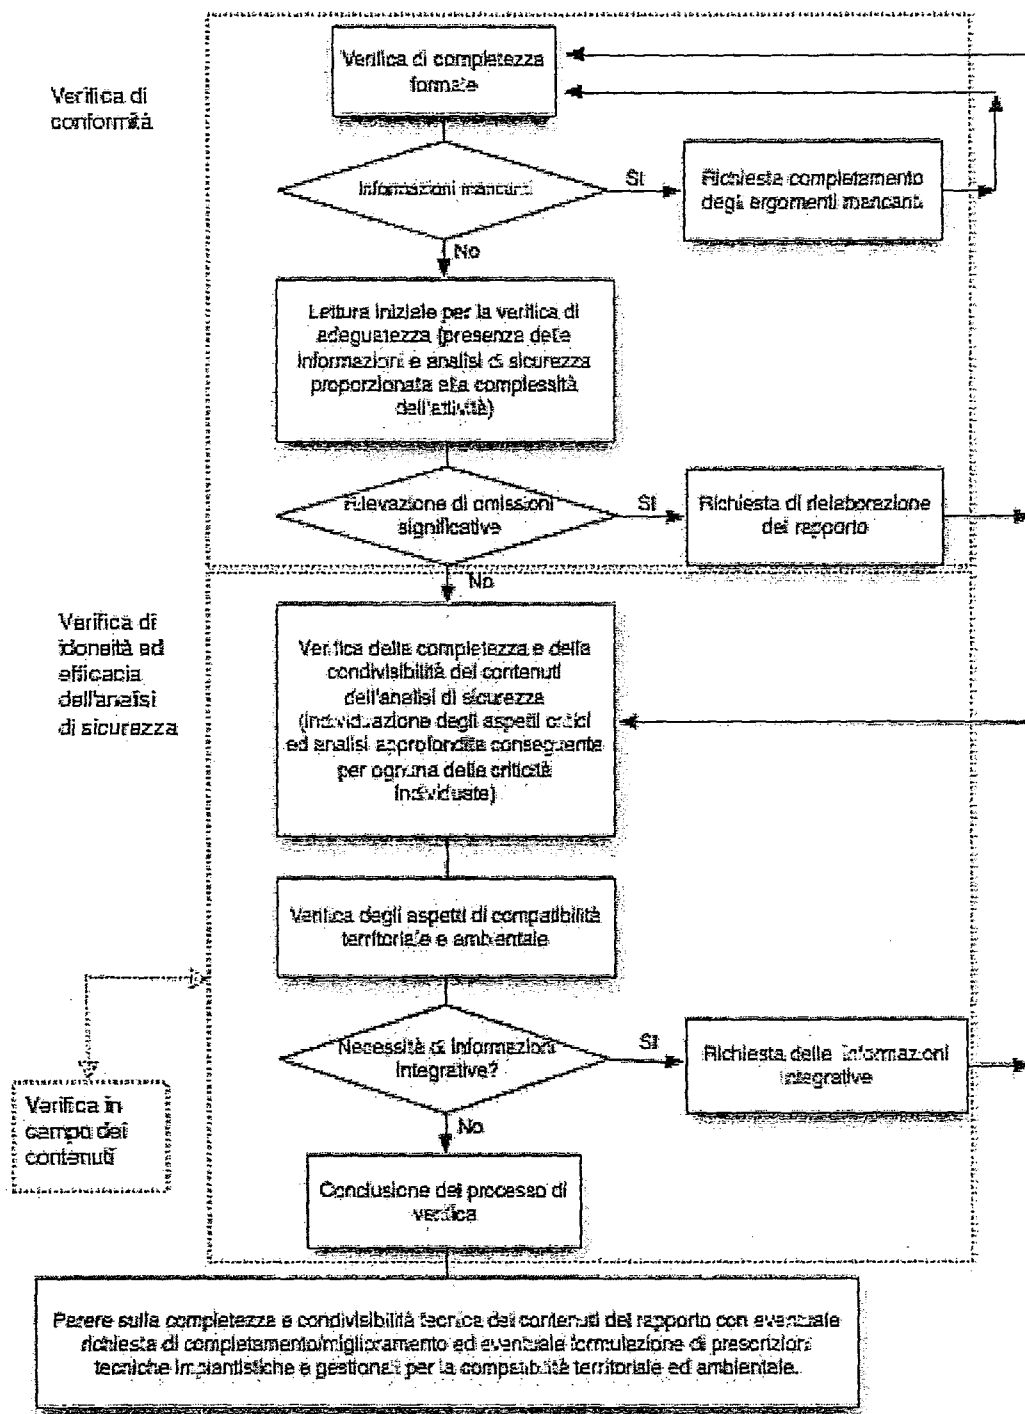 Verifica di completezza
formale
Verifica di
conformità
Informazioni mancanti
SI
Richiesta completamento
degli argomenti mancanti
No
Lettura iniziale per la verifica di
adeguatezza (presenza delle
informazioni e analisi di sicurezza
proporzionata alla complessità
dell'attività)
Rilevazione di omissioni
significative
SI
Richiesta di rielaborazione
del rapporto
No
Verifica di
idoneità ed
efficacia
dell'analisi
di sicurezza
Verifica della completezza e della
condivisibilità dei contenuti
dell'analisi di sicurezza
(individuazione degli aspetti critici
ed analisi approfondita conseguente
per ognuna delle criticità
individuate)
Verifica degli aspetti di compatibilità
territoriale e ambientale
Necessità di informazioni
integrative?
SI
Richiesta delle informazioni
integrative
No
Verifica in
campo dei
contenuti
Conclusione del processo di
verifica
Parere sulla completezza e condivisibilità tecnica dei contenuti del rapporto con eventuale
richiesta di completamento/miglioramento ed eventuale formulazione di prescrizioni
tecniche impiantistiche e gestionali per la compatibilità territoriale ed ambientale.